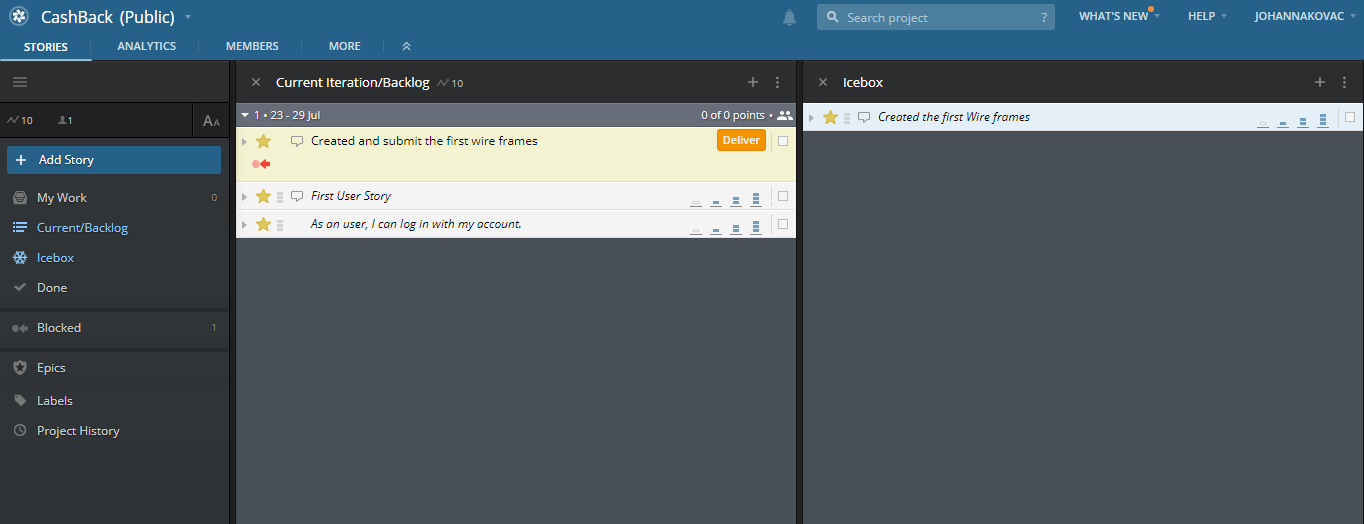 CashBack (Public)
Search project ?
WHAT'S NEW
HELP
JOHANNAKOVAC
STORIES
ANALYTICS
MEMBERS
MORE
10
1
AA
Add Story
My Work 0
Current/Backlog
Icebox
Done
Blocked 1
Epics
Labels
Project History
Current Iteration/Backlog 10
1 • 23 - 29 Jul
0 of 0 points •
Created and submit the first wire frames
Deliver
First User Story
As an user, I can log in with my account.
Icebox
Created the first Wire frames